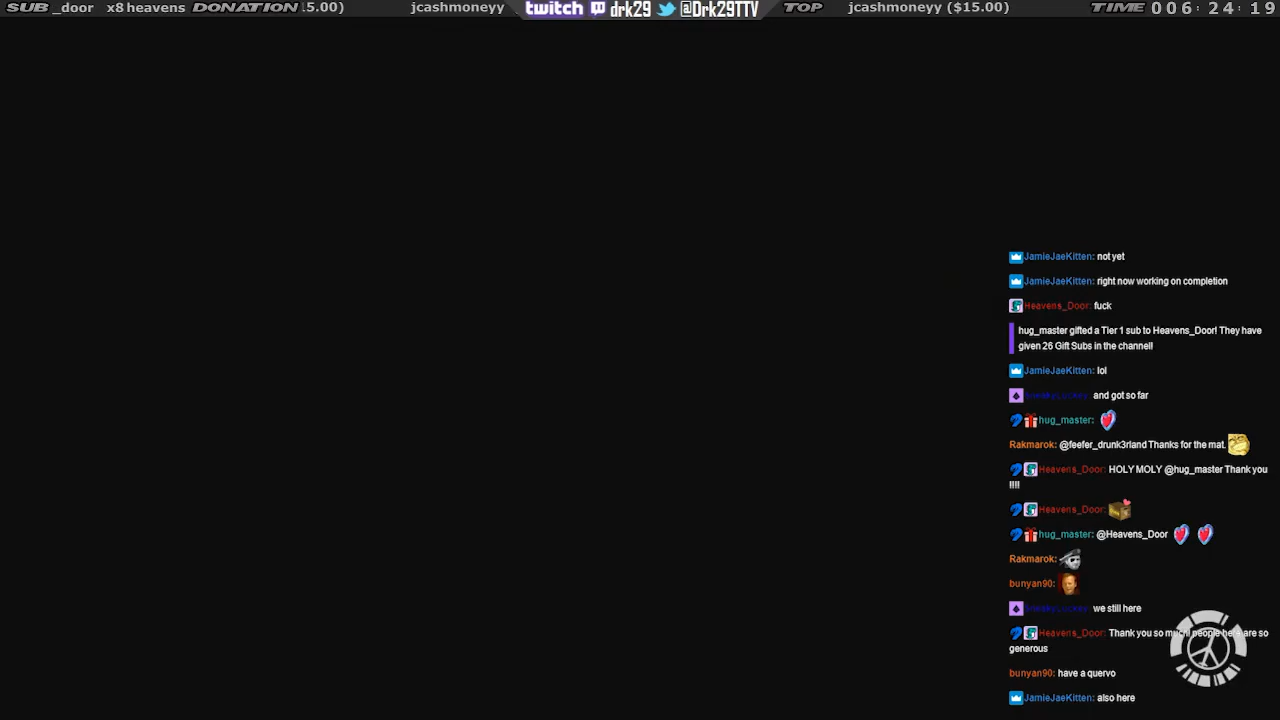 SUB _door x8 heavens DONATION 5.00) jcashmoneyy twitch drk29 @Drk29TTV TOP jcashmoneyy ($15.00) TIME 006:24:19
JamieJaeKitten: not yet
JamieJaeKitten: right now working on completion
Heavens_Door: fuck
hug_master gifted a Tier 1 sub to Heavens_Door! They have
given 26 Gift Subs in the channel!
JamieJaeKitten: lol
and got so far
hug_master:
Rakmarok: @feefer_drunk3rland Thanks for the mat.
Heavens_Door: HOLY MOLY @hug_master Thank you
!!!!
Heavens_Door:
hug_master: @Heavens_Door
Rakmarok:
bunyan90:
we still here
Heavens_Door: Thank you so much! people here are so
generous
bunyan90: have a quervo
JamieJaeKitten: also here